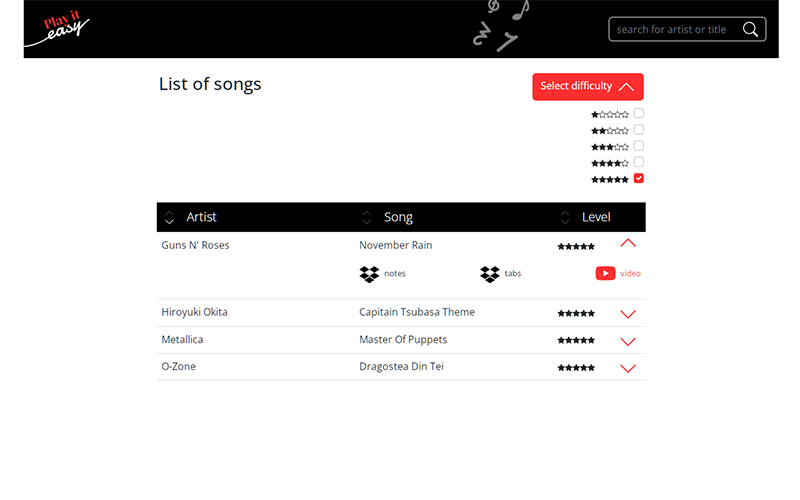 Play it
easy
search for artist or title
List of songs
Select difficulty
Artist Song Level
Guns N' Roses November Rain
notes tabs video
Hiroyuki Okita Capitain Tsubasa Theme
Metallica Master Of Puppets
O-Zone Dragostea Din Tei